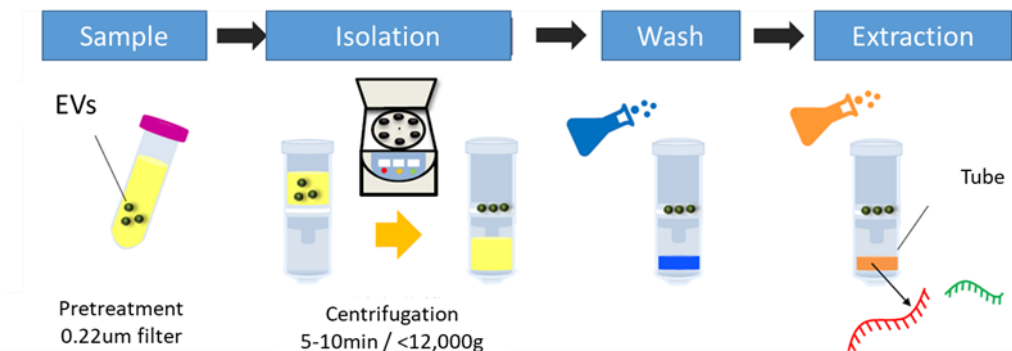 Sample
Isolation
Wash
Extraction
EVs
Tube
Pretreatment
0.22um filter
Centrifugation
5-10min / <12,000g